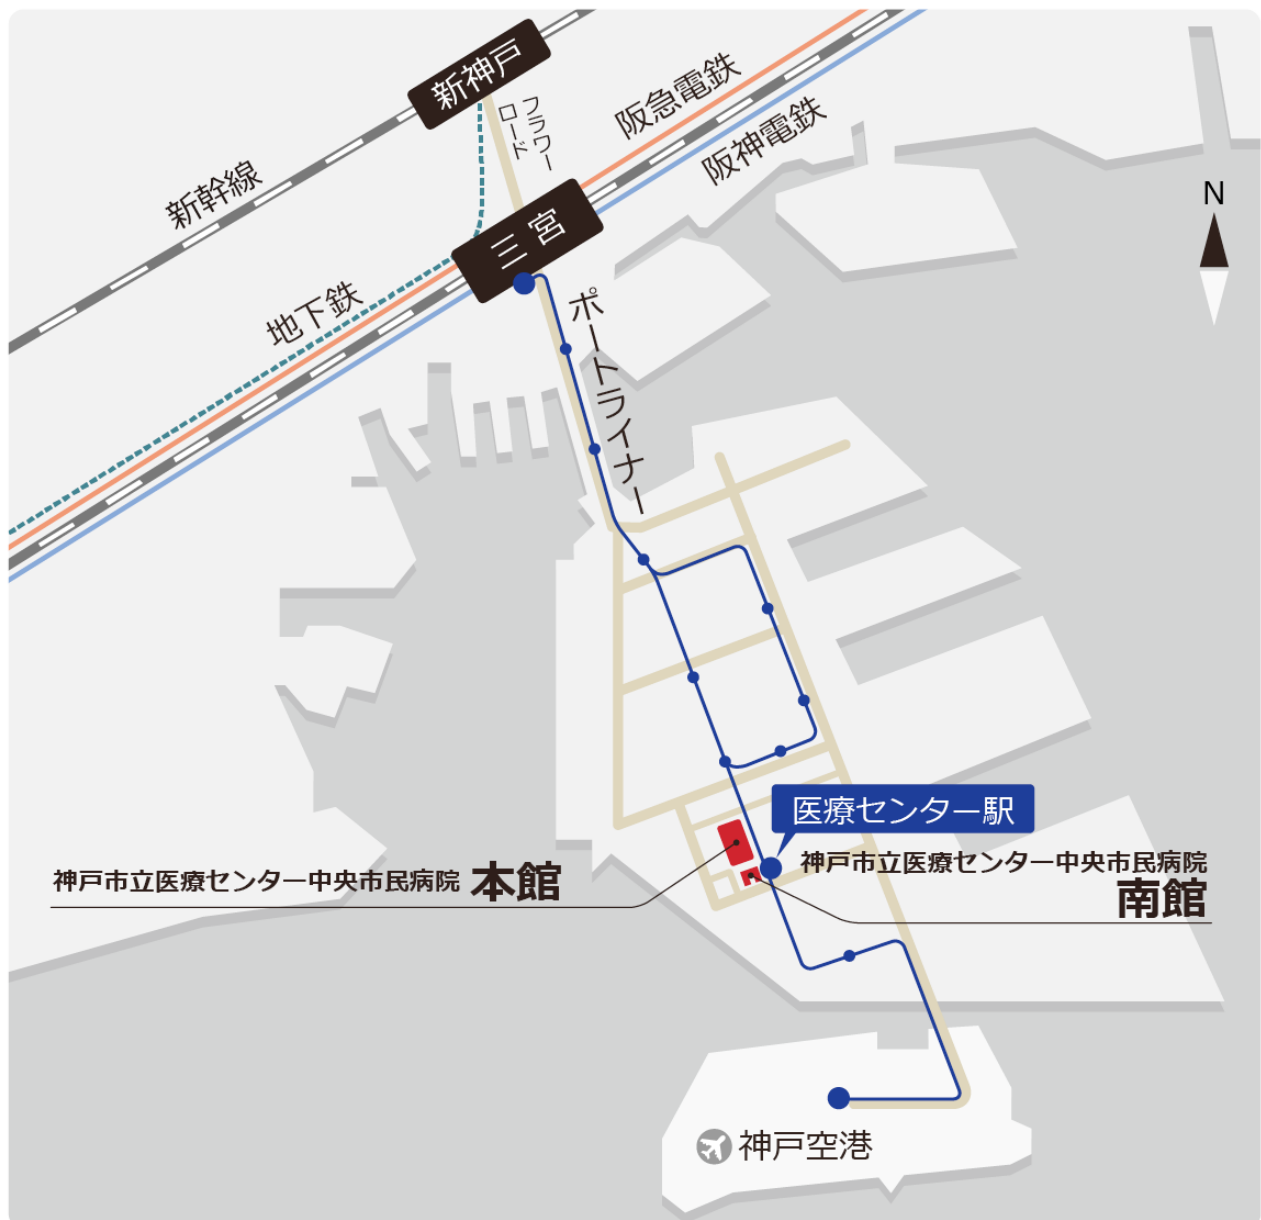 新神戸
フラワー
ロード
阪急電鉄
阪神電鉄
新幹線
N
三宮
地下鉄
ポートライナー
医療センター駅
神戸市立医療センター中央市民病院 本館
神戸市立医療センター中央市民病院
南館
神戸空港